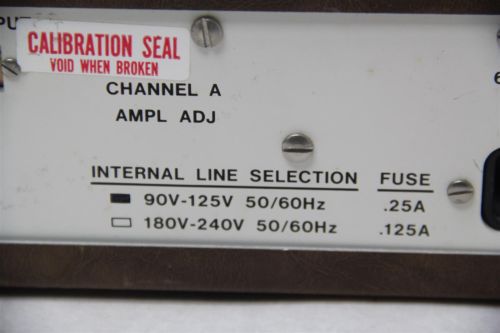 CALIBRATION SEAL
VOID WHEN BROKEN
CHANNEL A
AMPL ADJ
INTERNAL LINE SELECTION FUSE
90V-125V 50/60Hz .25A
180V-240V 50/60Hz .125A